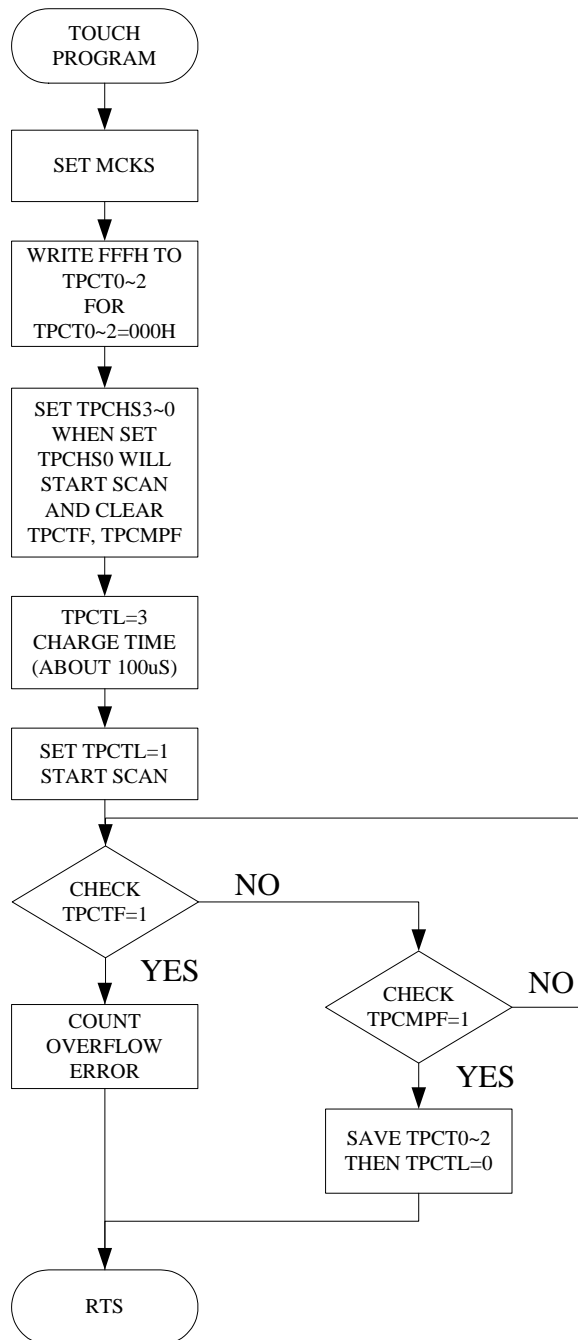 TOUCH
PROGRAM
SET MCKS
WRITE FFFH TO
TPCT0~2
FOR
TPCT0~2=000H
SET TPCHS3~0
WHEN SET
TPCHS0 WILL
START SCAN
AND CLEAR
TPCTF, TPCMPF
TPCTL=3
CHARGE TIME
(ABOUT 100uS)
SET TPCTL=1
START SCAN
CHECK
TPCTF=1
NO
YES
CHECK
TPCMPF=1
NO
YES
COUNT
OVERFLOW
ERROR
SAVE TPCT0~2
THEN TPCTL=0
RTS